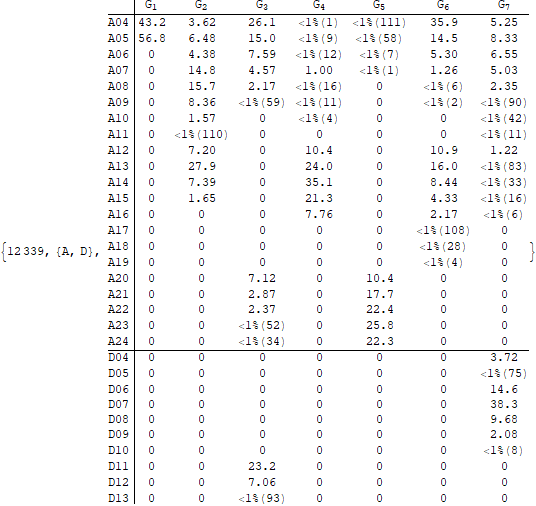 G1 G2 G3 G4 G5 G6 G7
A04 43.2 3.62 26.1 <1%(1) <1%(111) 35.9 5.25
A05 56.8 6.48 15.0 <1%(9) <1%(58) 14.5 8.33
A06 0 4.38 7.59 <1%(12) <1%(7) 5.30 6.55
A07 0 14.8 4.57 1.00 <1%(1) 1.26 5.03
A08 0 15.7 2.17 <1%(16) 0 <1%(6) 2.35
A09 0 8.36 <1%(59) <1%(11) 0 <1%(2) <1%(90)
A10 0 1.57 0 <1%(4) 0 0 <1%(42)
A11 0 <1%(110) 0 0 0 0 <1%(11)
A12 0 7.20 0 10.4 0 10.9 1.22
A13 0 27.9 0 24.0 0 16.0 <1%(83)
A14 0 7.39 0 35.1 0 8.44 <1%(33)
A15 0 1.65 0 21.3 0 4.33 <1%(16)
A16 0 0 0 7.76 0 2.17 <1%(6)
A17 0 0 0 0 0 <1%(108) 0
{12339, {A, D}, A18 0 0 0 0 0 <1%(28) 0 }
A19 0 0 0 0 0 <1%(4) 0
A20 0 0 7.12 0 10.4 0 0
A21 0 0 2.87 0 17.7 0 0
A22 0 0 2.37 0 22.4 0 0
A23 0 0 <1%(52) 0 25.8 0 0
A24 0 0 <1%(34) 0 22.3 0 0
D04 0 0 0 0 0 0 3.72
D05 0 0 0 0 0 0 <1%(75)
D06 0 0 0 0 0 0 14.6
D07 0 0 0 0 0 0 38.3
D08 0 0 0 0 0 0 9.68
D09 0 0 0 0 0 0 2.08
D10 0 0 0 0 0 0 <1%(8)
D11 0 0 23.2 0 0 0 0
D12 0 0 7.06 0 0 0 0
D13 0 0 <1%(93) 0 0 0 0